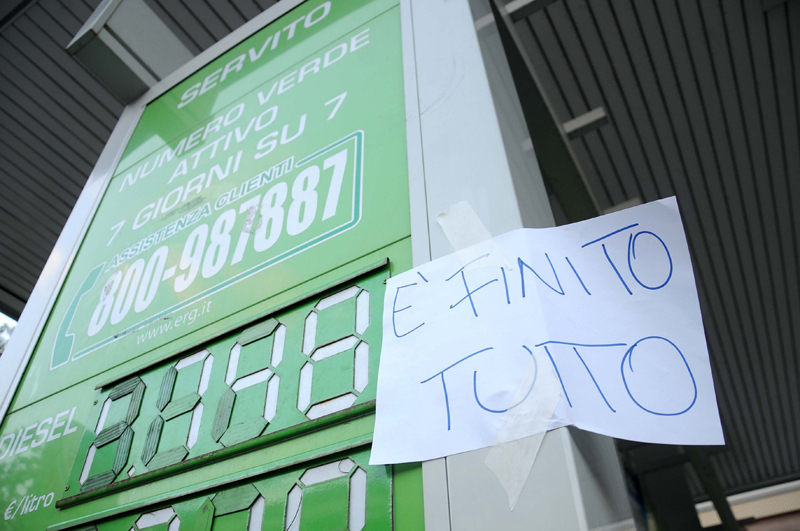 SERVITO
NUMERO VERDE
ATTIVO
7 GIORNI SU 7
ASSISTENZA CLIENTI
800-987887
www.erg.it
DIESEL
€/litro
E' FINITO
TUTTO